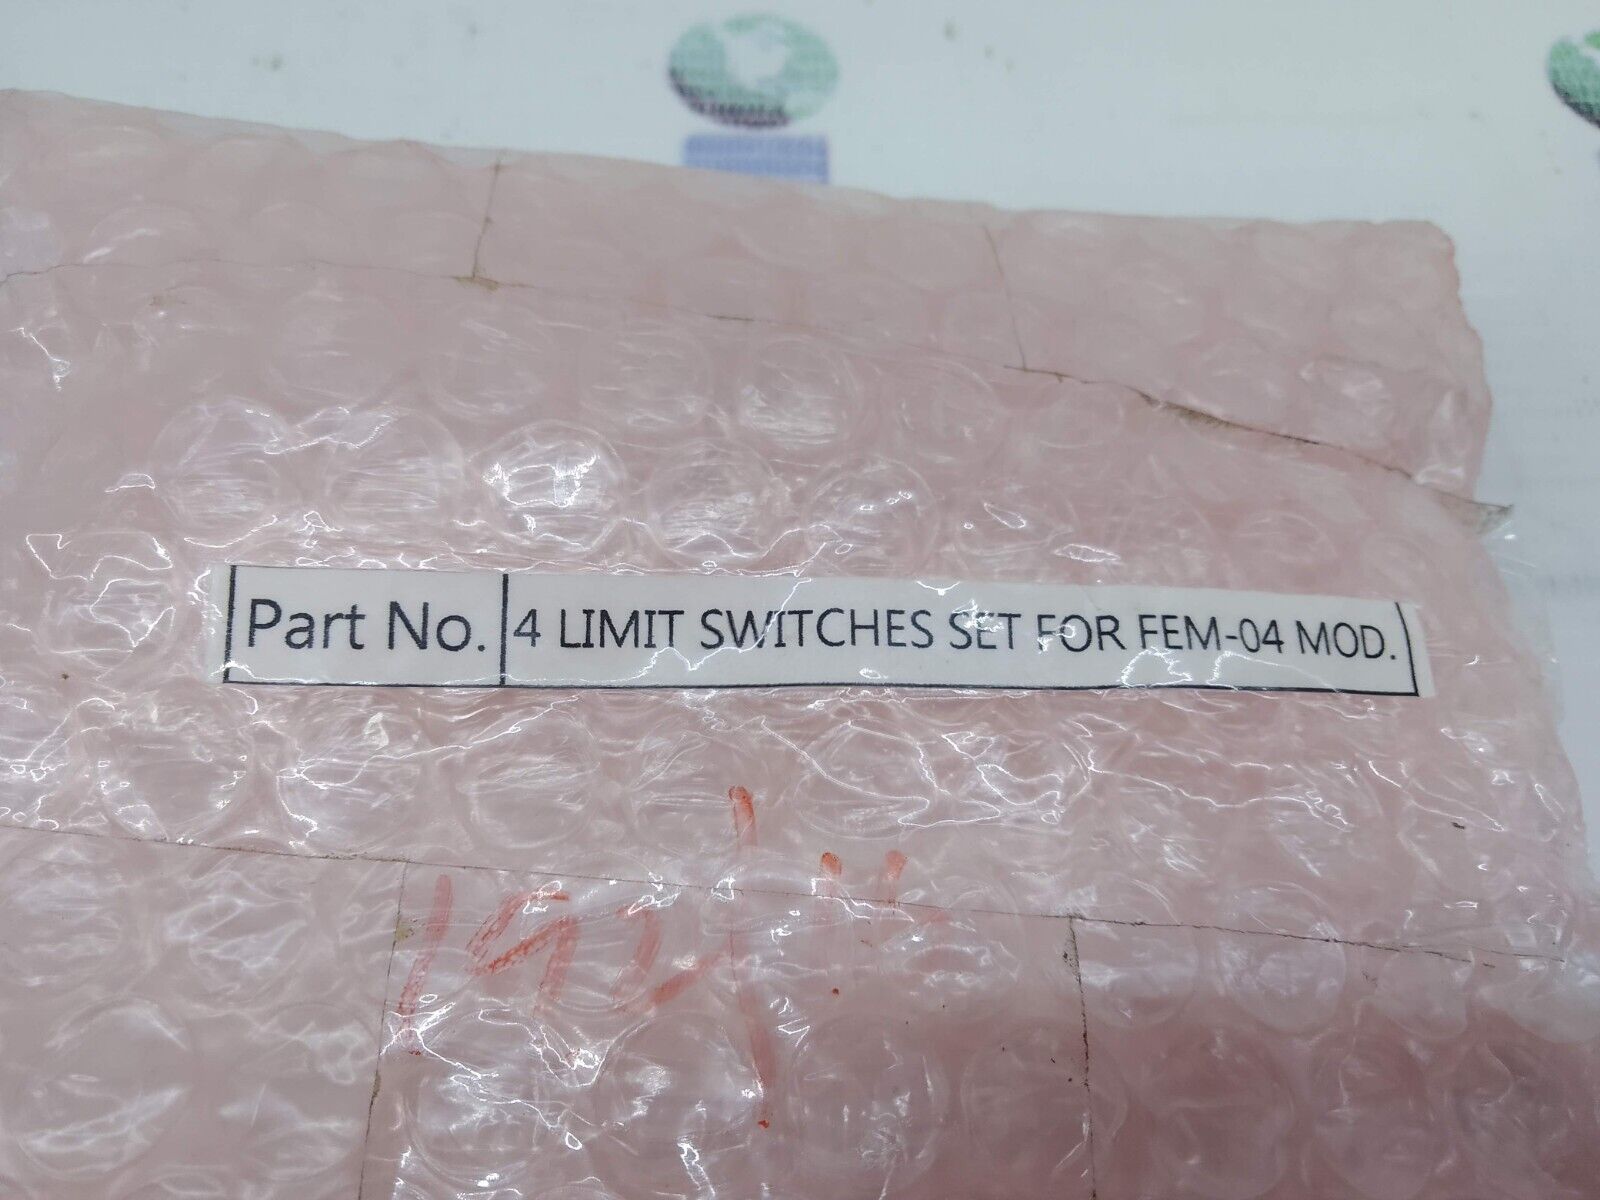 Part No. 4 LIMIT SWITCHES SET FOR FEM-04 MOD.